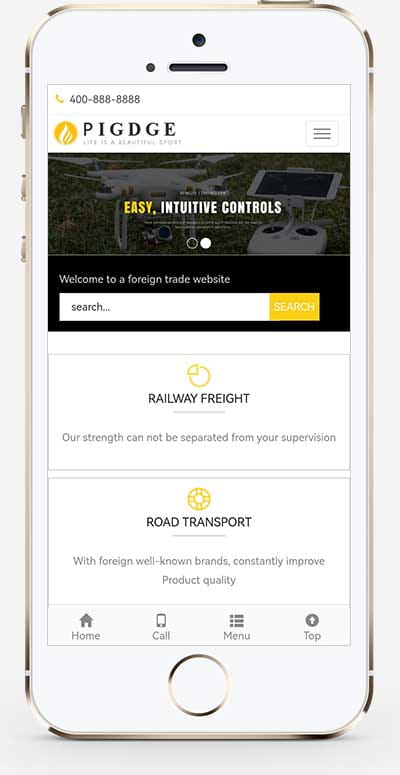 400-888-8888
PIGDGE
LIFE IS A BEAUTIFUL SPORT
REMOTE CONTROLLER
EASY, INTUITIVE CONTROLS
Welcome to a foreign trade website
search...
SEARCH
RAILWAY FREIGHT
Our strength can not be separated from your supervision
ROAD TRANSPORT
With foreign well-known brands, constantly improve
Product quality
Home
Call
Menu
Top